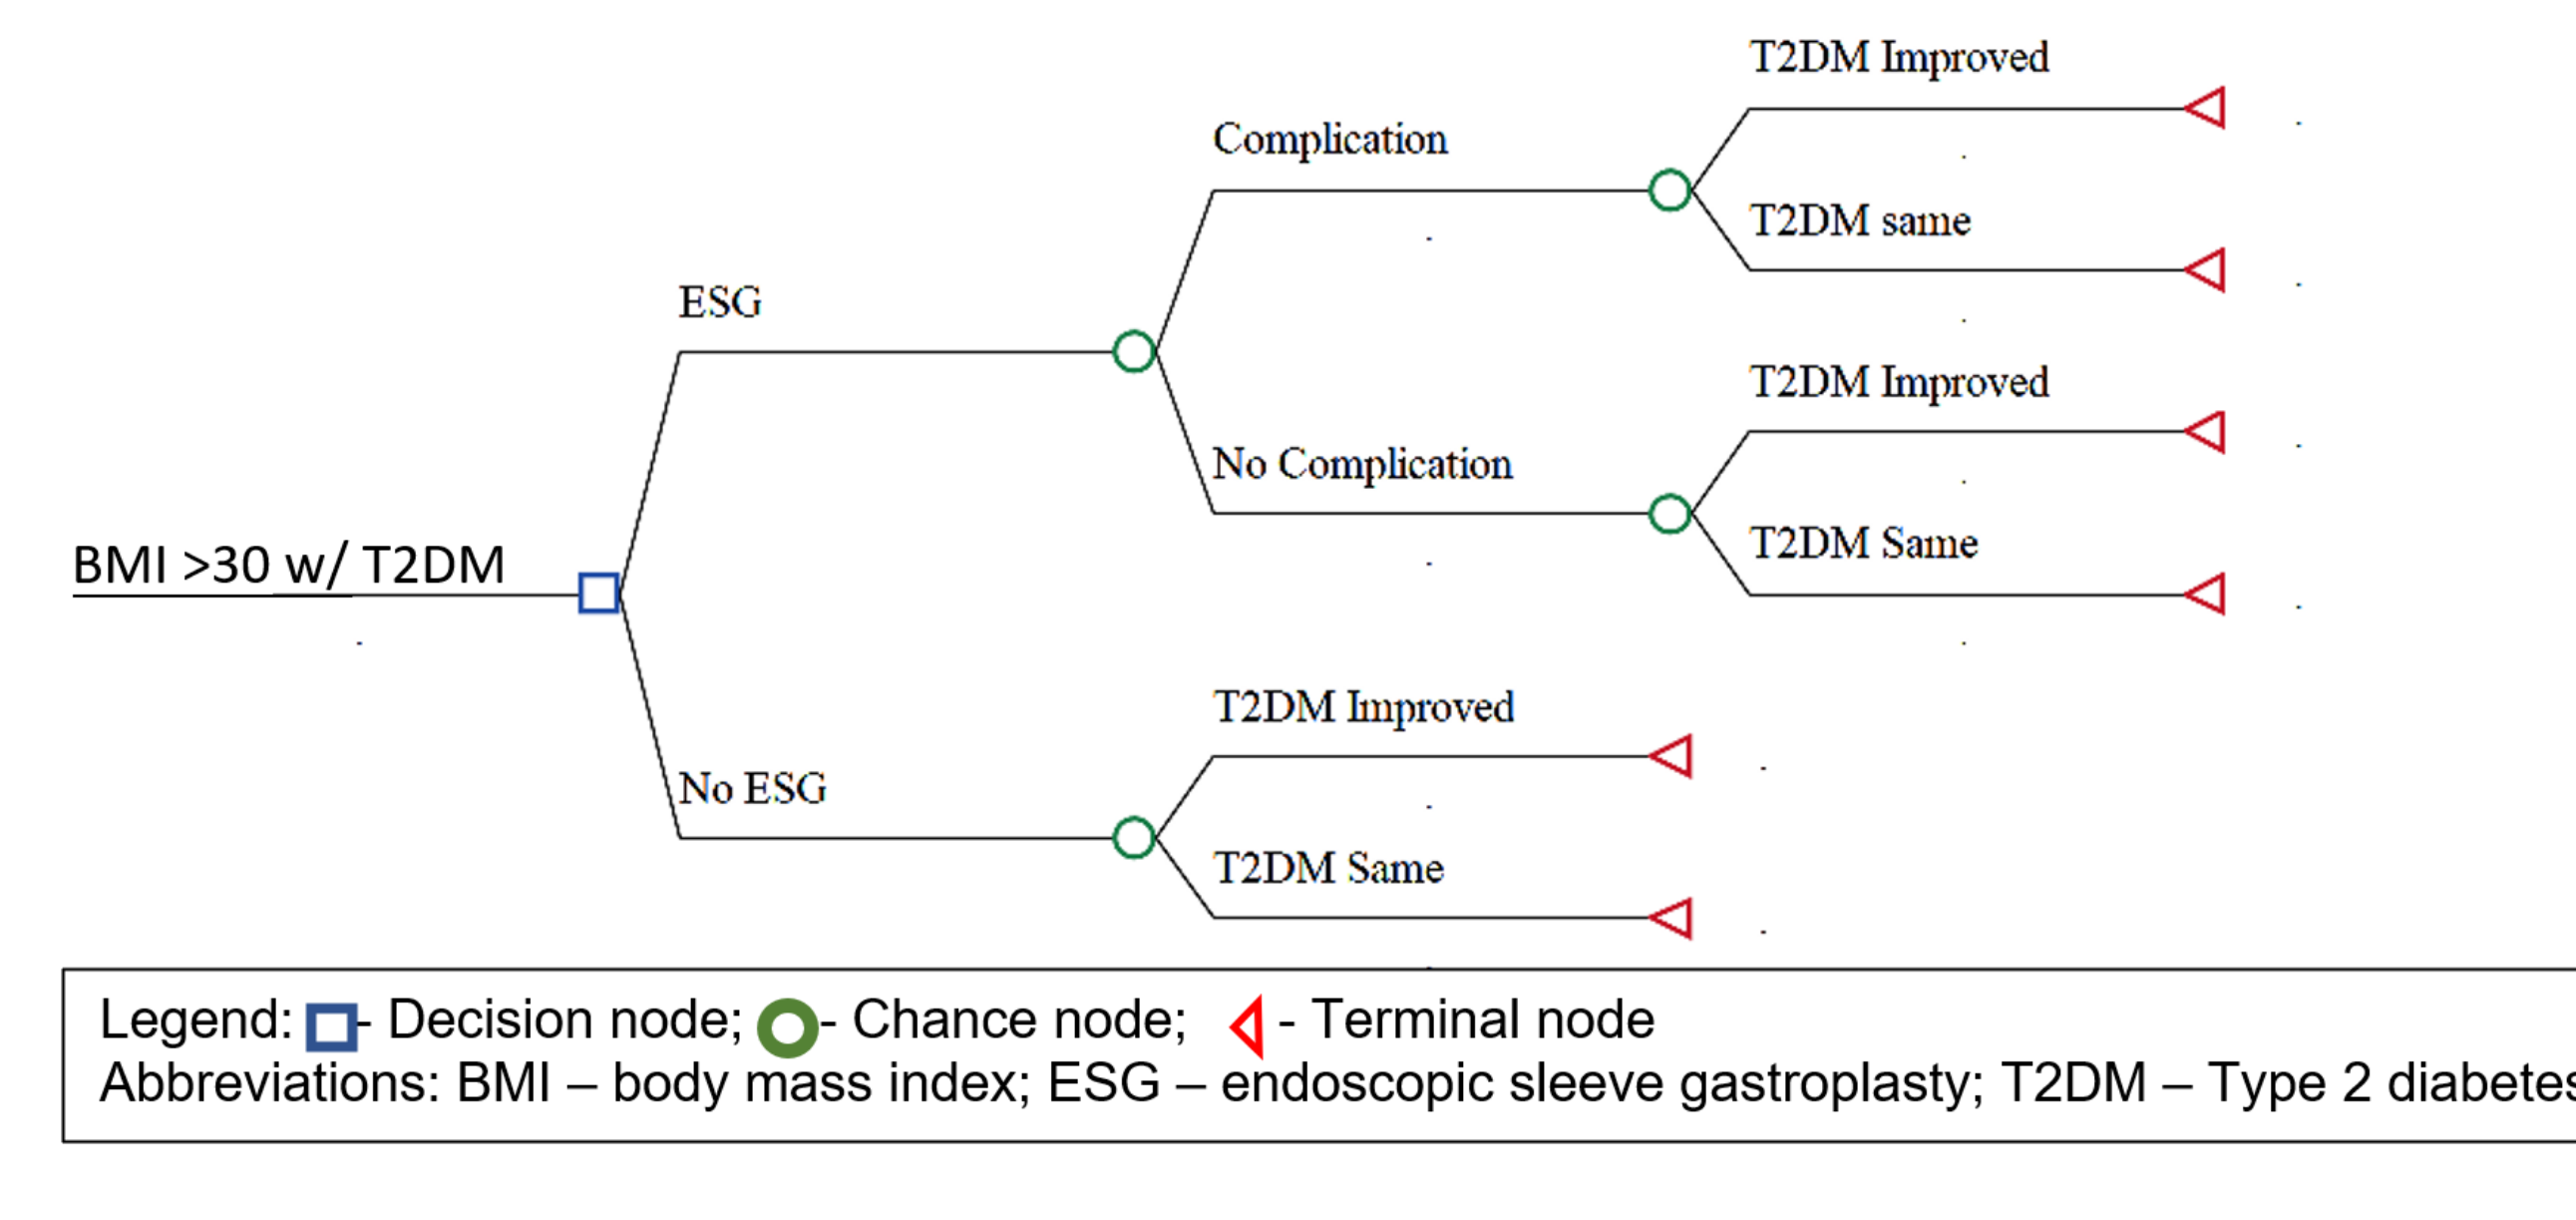 T2DM Improved
Complication
T2DM same
ESG
T2DM Improved
No Complication
T2DM Same
BMI >30 w/ T2DM
T2DM Improved
No ESG
T2DM Same
Legend: - Decision node; - Chance node; - Terminal node
Abbreviations: BMI – body mass index; ESG – endoscopic sleeve gastroplasty; T2DM – Type 2 diabetes